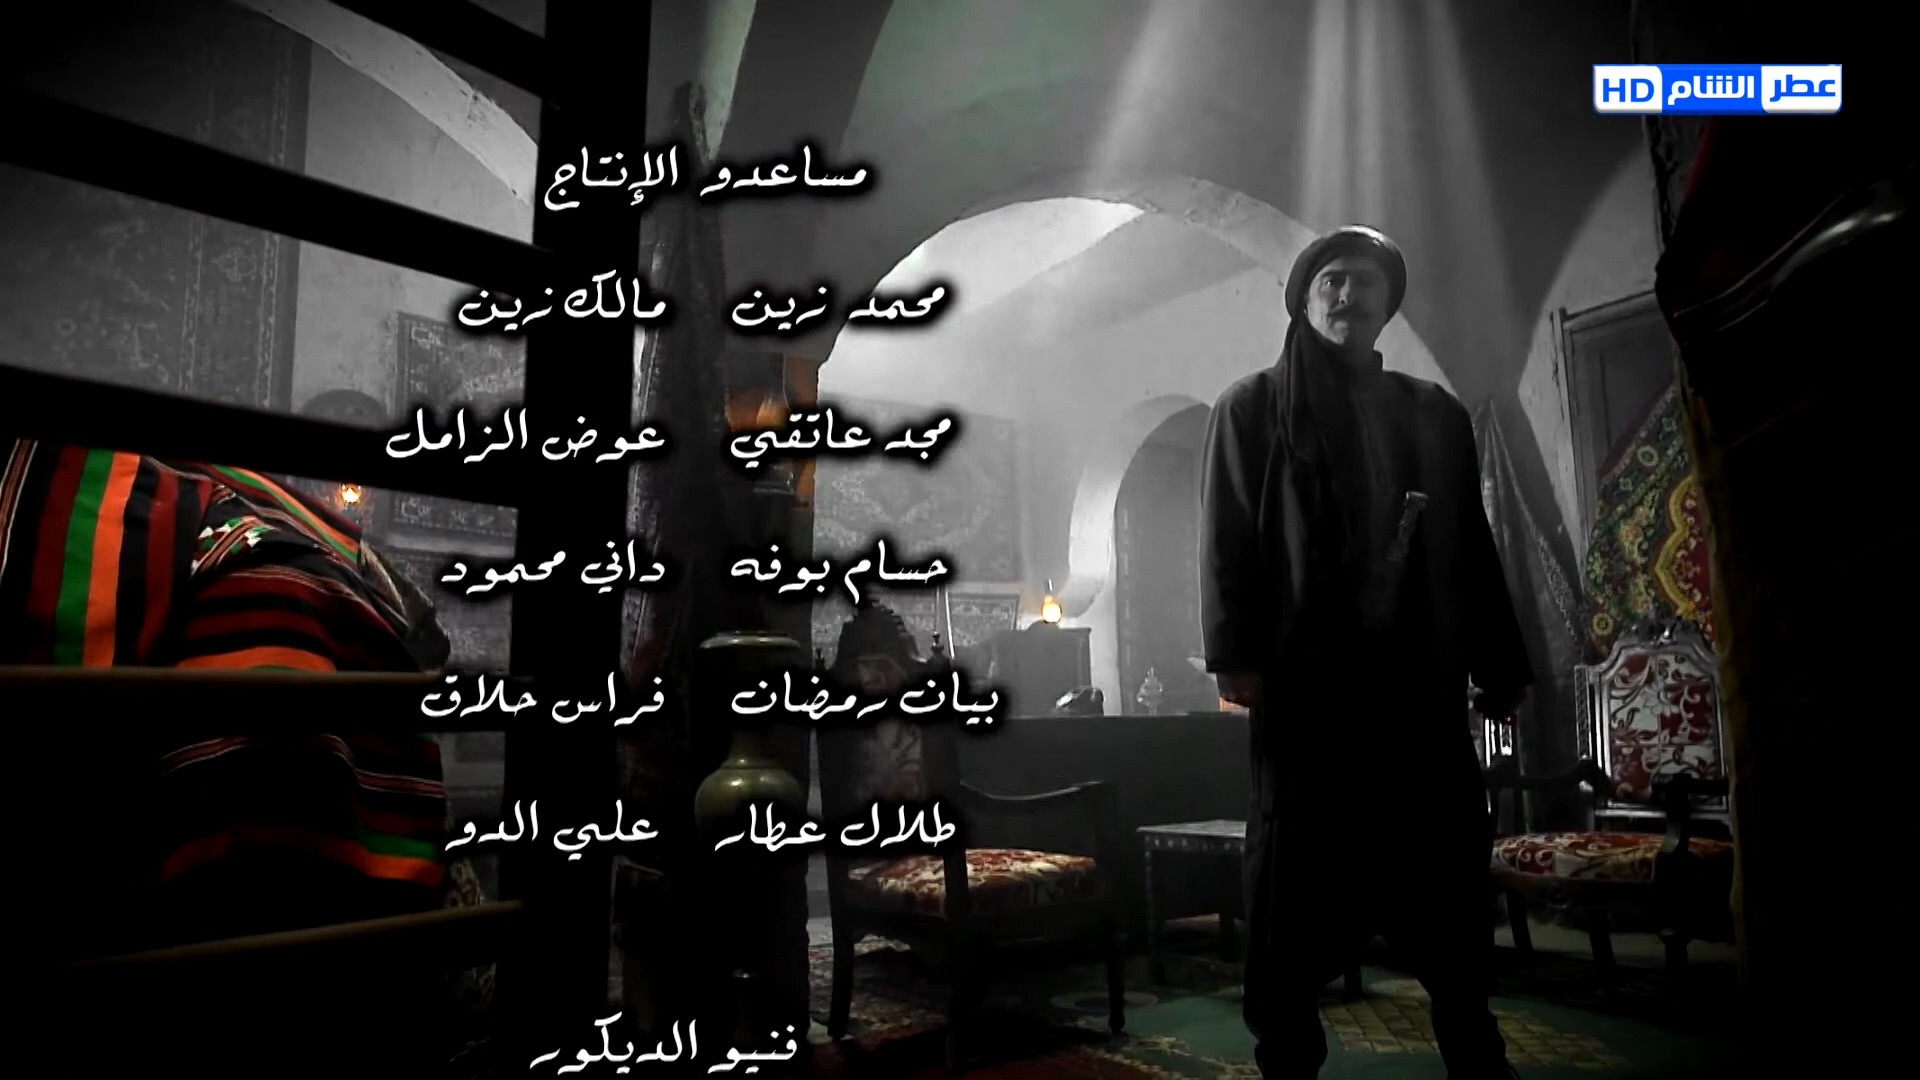 عطر الشام HD
مساعدو الإنتاج
محمد زين مالك زين
مجد عاتقي عوض الزامل
حسام بوفه داني محمود
بيان رمضان فراس حلاق
طلال عطار علي الدو
فنيو الديكور